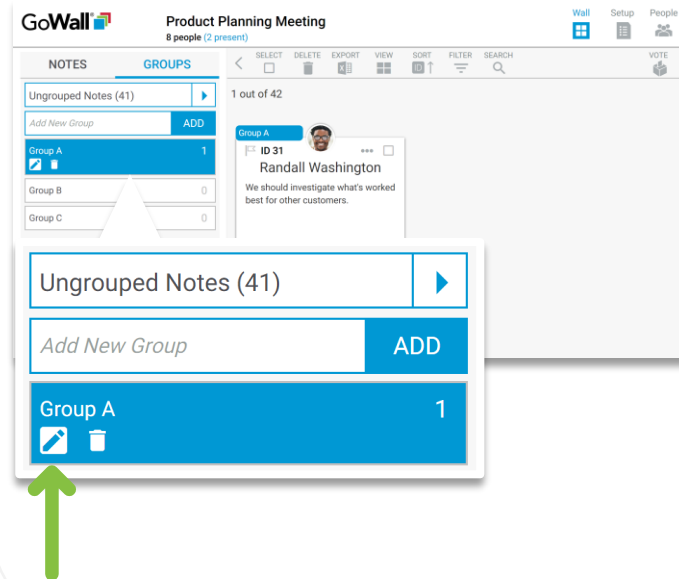 GoWall
Product Planning Meeting
8 people (2 present)
Wall Setup People
NOTES GROUPS
SELECT DELETE EXPORT VIEW SORT FILTER SEARCH VOTE
ID
Ungrouped Notes (41)
1 out of 42
Add New Group ADD
Group A 1
Group B 0
Group C 0
Group A
ID 31
Randall Washington
We should investigate what's worked
best for other customers.
Ungrouped Notes (41)
Add New Group ADD
Group A 1